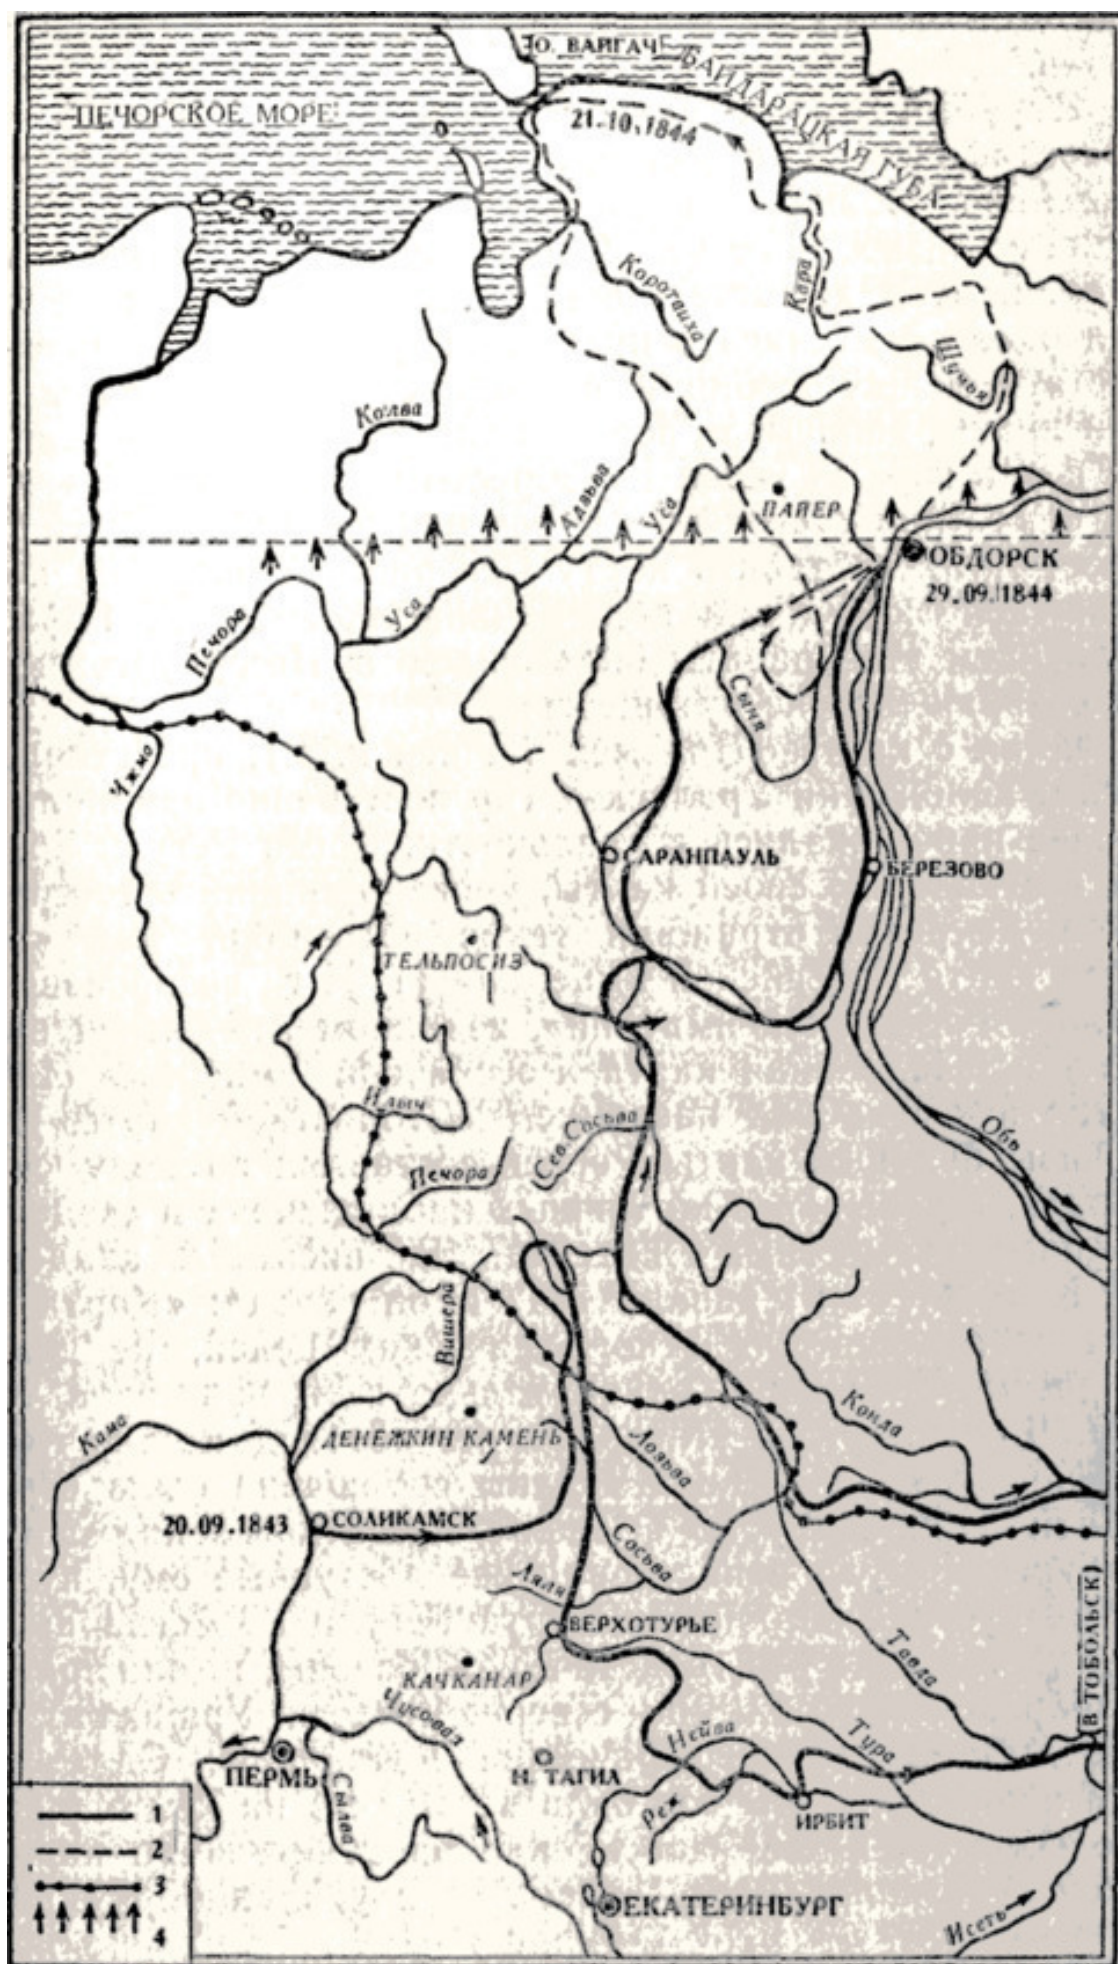 О. ВАЙГАЧ
ПЕЧОРСКОЕ МОРЕ
БАЙДАРАЦКАЯ ГУБА
21.10.1844
Коротаиха
Кара
Щучья
Колва
Адзьва
Уса
ПАПЕР
ОБДОРСК
29.09.1844
Уса
Печора
Сыня
Ижма
САРАНПАУЛЬ
БЕРЕЗОВО
ТЕЛЬПОСИЗ
Илыч
Сев. Сосьва
Обь
Печора
Вишера
Кама
ДЕНЕЖКИН КАМЕНЬ
Лозьва
Конда
20.09.1843
СОЛИКАМСК
Сосьва
Ляля
ВЕРХОТУРЬЕ
Тавда
В ТОБОЛЬСК)
КАЧКАНАР
Чусовая
Нейва
Тура
ПЕРМЬ
Сылва
Н. ТАГИЛ
Реж
ИРБИТ
ЕКАТЕРИНБУРГ
Исеть
1
2
3
4